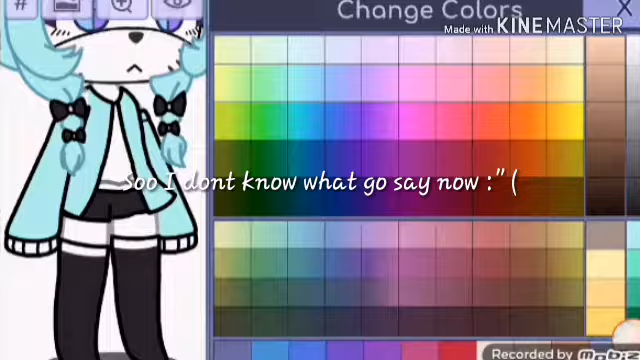 #
Change Colors
X
Made with KINEMASTER
soo I dont know what go say now :"(
Recorded by